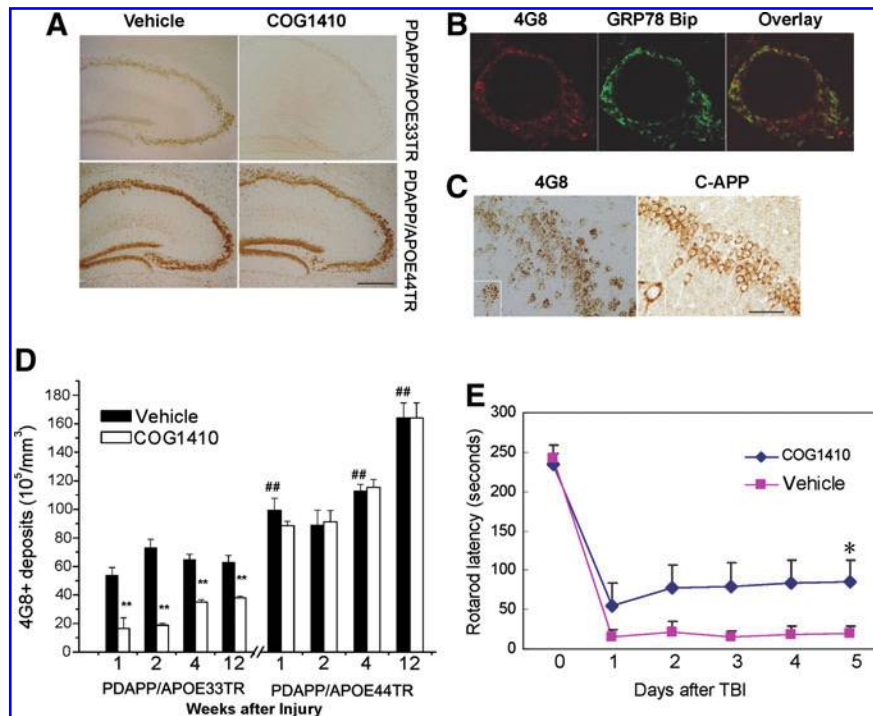 A
Vehicle
COG1410
PDAPP/APOE33TR
PDAPP/APOE44TR
B
4G8
GRP78 Bip
Overlay
C
4G8
C-APP
D
4G8+ deposits (10⁵/mm³)
180
160
140
120
100
80
60
40
20
0
Vehicle
COG1410
** ** ** **
## ## ##
1 2 4 12 1 2 4 12
PDAPP/APOE33TR PDAPP/APOE44TR
Weeks after Injury
E
Rotarod latency (seconds)
300
250
200
150
100
50
0
COG1410
Vehicle
*
0 1 2 3 4 5
Days after TBI